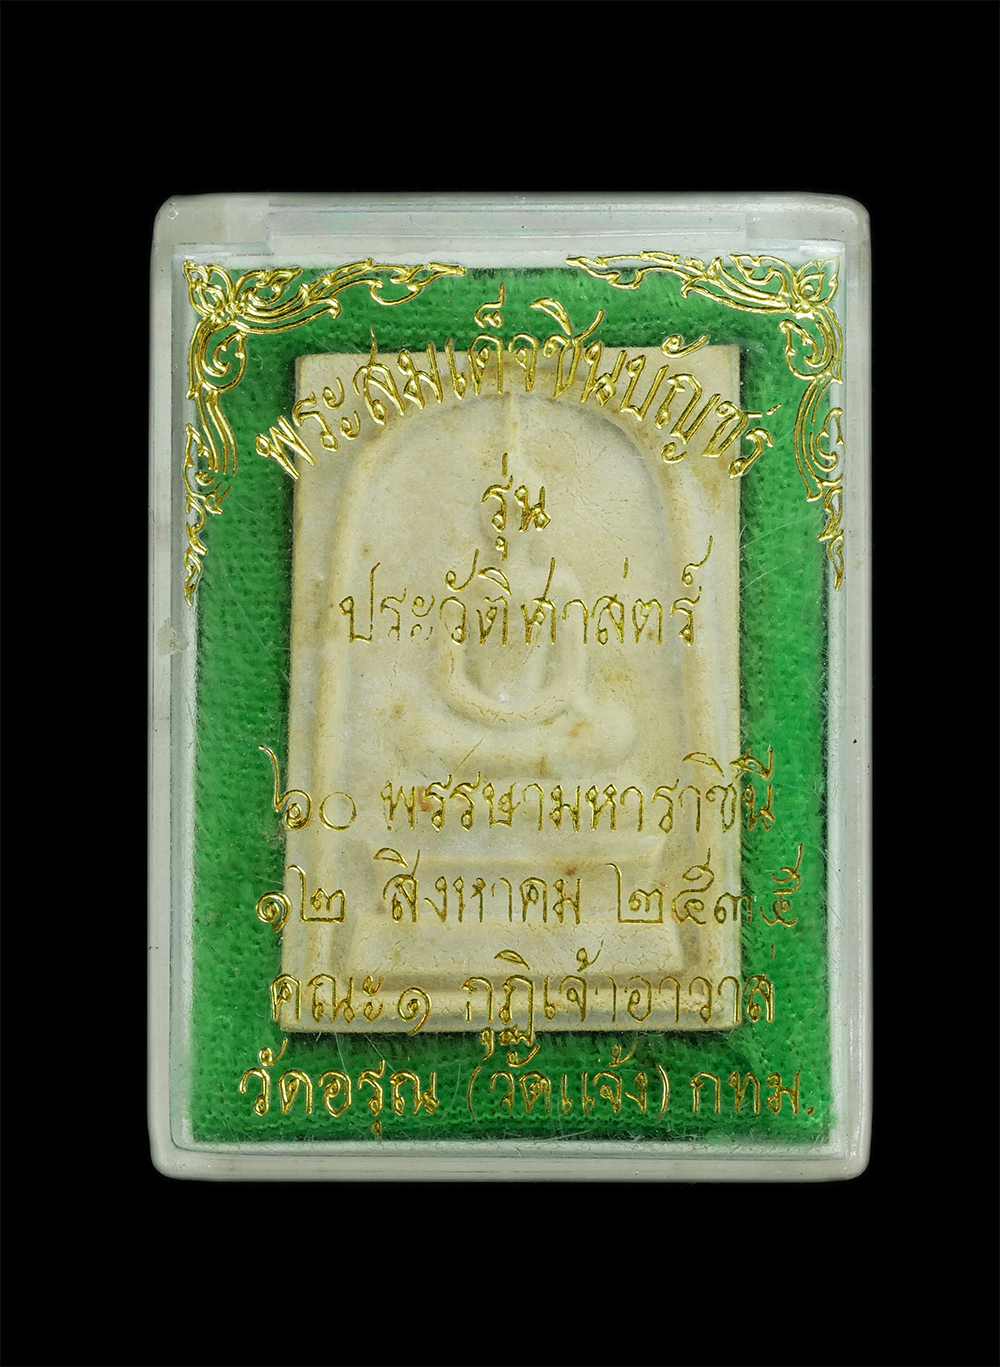 พระสมเด็จชินบัญชร
รุ่น
ประวัติศาสตร์
๖๐ พรรษามหาราชินี
๑๒ สิงหาคม ๒๕๓๕
คณะ๑ กุฏิเจ้าอาวาส
วัดอรุณ (วัดแจ้ง) กทม.